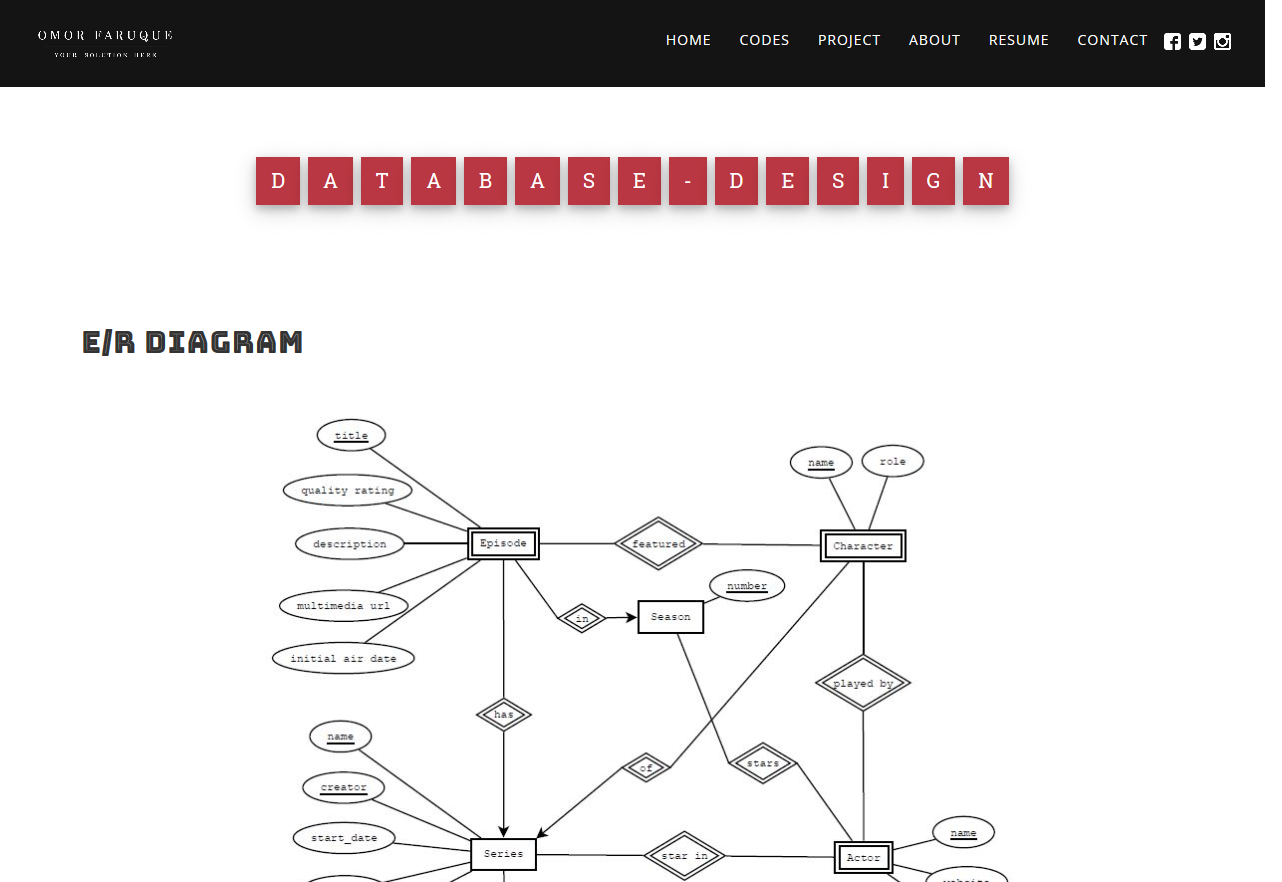 OMOR FARUQUE
YOUR SOLUTION HERE
HOME CODES PROJECT ABOUT RESUME CONTACT
DATABASE-DESIGN
E/R DIAGRAM
title
name role
quality rating
description Episode featured Character
number
multimedia url in Season
initial air date
played by
has
name
of stars
creator
start_date name
Series star in Actor
website